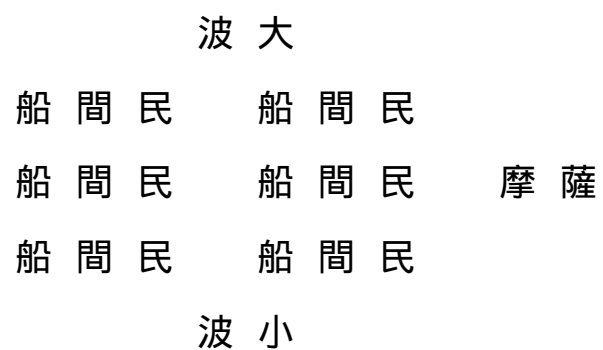 波 大
船 間 民 船 間 民
船 間 民 船 間 民 摩 薩
船 間 民 船 間 民
波 小